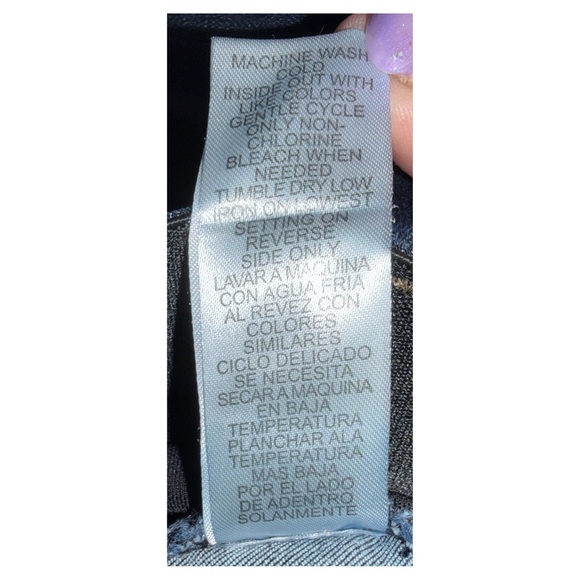 MACHINE WASH
COLD
INSIDE OUT WITH
LIKE COLORS
GENTLE CYCLE
ONLY NON-
CHLORINE
BLEACH WHEN
NEEDED
TUMBLE DRY LOW
IRON ON LOWEST
SETTING ON
REVERSE
SIDE ONLY
LAVAR A MAQUINA
CON AGUA FRIA
AL REVEZ CON
COLORES
SIMILARES
CICLO DELICADO
SE NECESITA
SECAR A MAQUINA
EN BAJA
TEMPERATURA
PLANCHAR ALA
TEMPERATURA
MAS BAJA
POR EL LADO
DE ADENTRO
SOLANMENTE